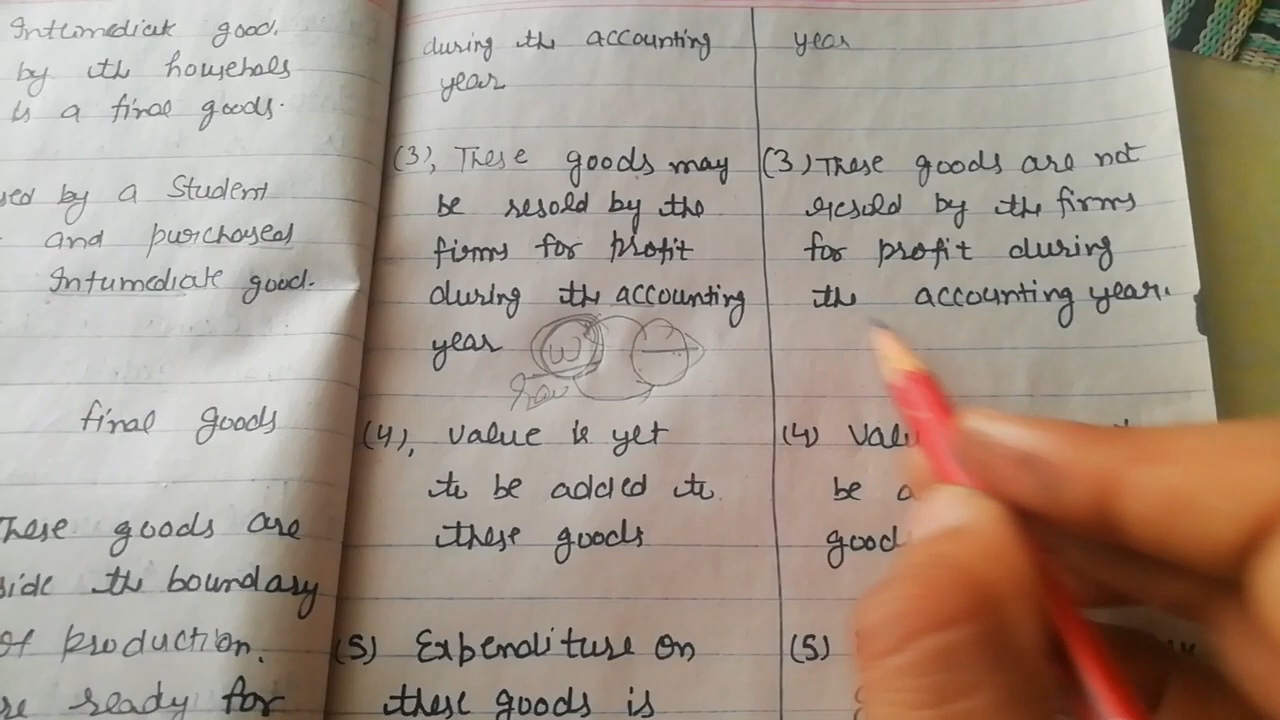 Intermediate good.
by the households
is a final goods.
by a Student
and purchased
Intermediate good.
final goods
These goods are
the boundary
of production.
ready for
during the accounting
year
(3), These goods may
be resold by the
firms for profit
during the accounting
year
W
(4), Value is yet
to be added to
these goods
(5) Expenditure on
these goods is
year
(3) These goods are not
resold by the firms
for profit during
the accounting year.
(4)
be
(5)